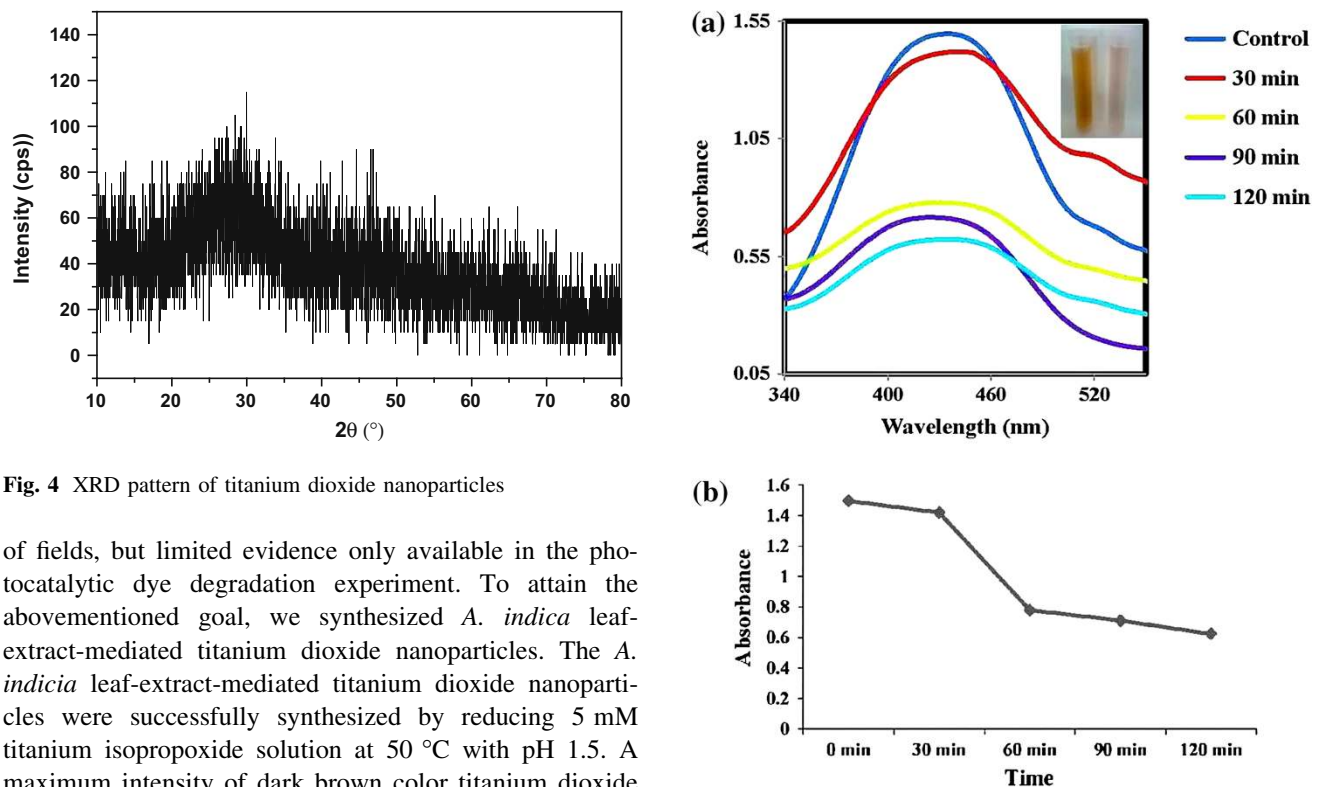 140
120
100
80
60
40
20
0
Intensity (cps))
10 20 30 40 50 60 70 80
2θ (°)
Fig. 4 XRD pattern of titanium dioxide nanoparticles
of fields, but limited evidence only available in the pho-
tocatalytic dye degradation experiment. To attain the
abovementioned goal, we synthesized A. indica leaf-
extract-mediated titanium dioxide nanoparticles. The A.
indicia leaf-extract-mediated titanium dioxide nanoparti-
cles were successfully synthesized by reducing 5 mM
titanium isopropoxide solution at 50 °C with pH 1.5. A
maximum intensity of dark brown color titanium dioxide
(a)
1.55
1.05
0.55
0.05
Absorbance
340 400 460 520
Wavelength (nm)
Control
30 min
60 min
90 min
120 min
(b)
1.6
1.4
1.2
1
0.8
0.6
0.4
0.2
0
Absorbance
0 min 30 min 60 min 90 min 120 min
Time